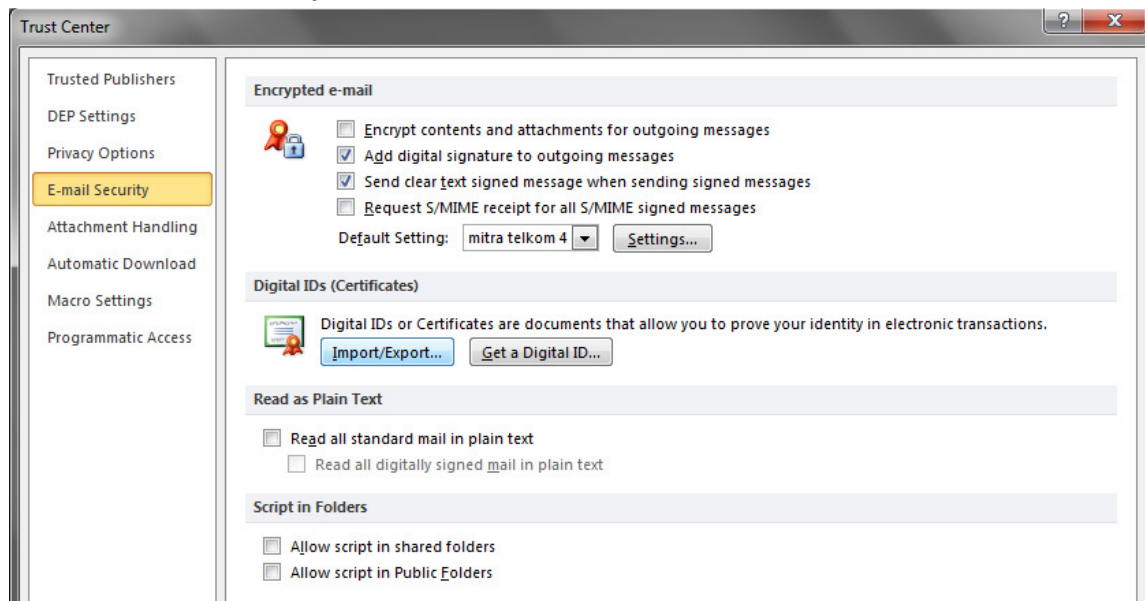 Trust Center
Trusted Publishers
DEP Settings
Privacy Options
E-mail Security
Attachment Handling
Automatic Download
Macro Settings
Programmatic Access
Encrypted e-mail
Encrypt contents and attachments for outgoing messages
Add digital signature to outgoing messages
Send clear text signed message when sending signed messages
Request S/MIME receipt for all S/MIME signed messages
Default Setting: mitra telkom 4 Settings...
Digital IDs (Certificates)
Digital IDs or Certificates are documents that allow you to prove your identity in electronic transactions.
Import/Export... Get a Digital ID...
Read as Plain Text
Read all standard mail in plain text
Read all digitally signed mail in plain text
Script in Folders
Allow script in shared folders
Allow script in Public Folders